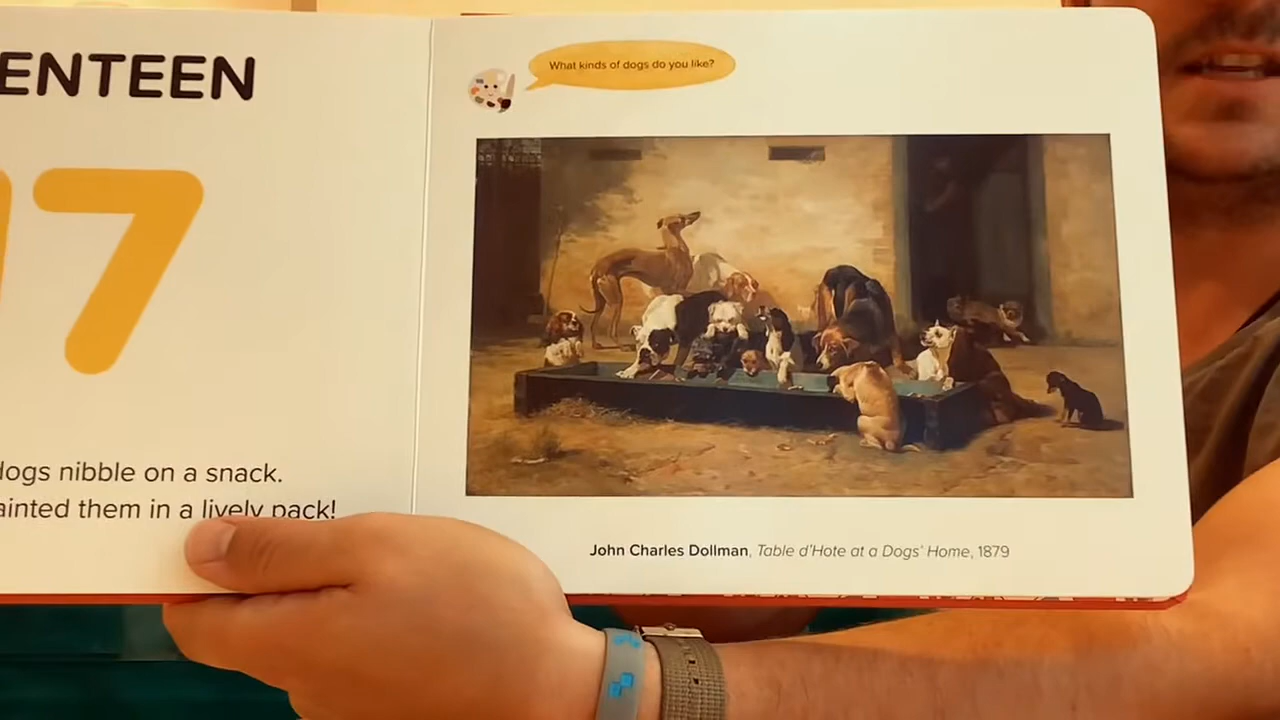 ENTEEN
17
dogs nibble on a snack.
ainted them in a lively pack!
What kinds of dogs do you like?
John Charles Dollman, Table d'Hote at a Dogs' Home, 1879